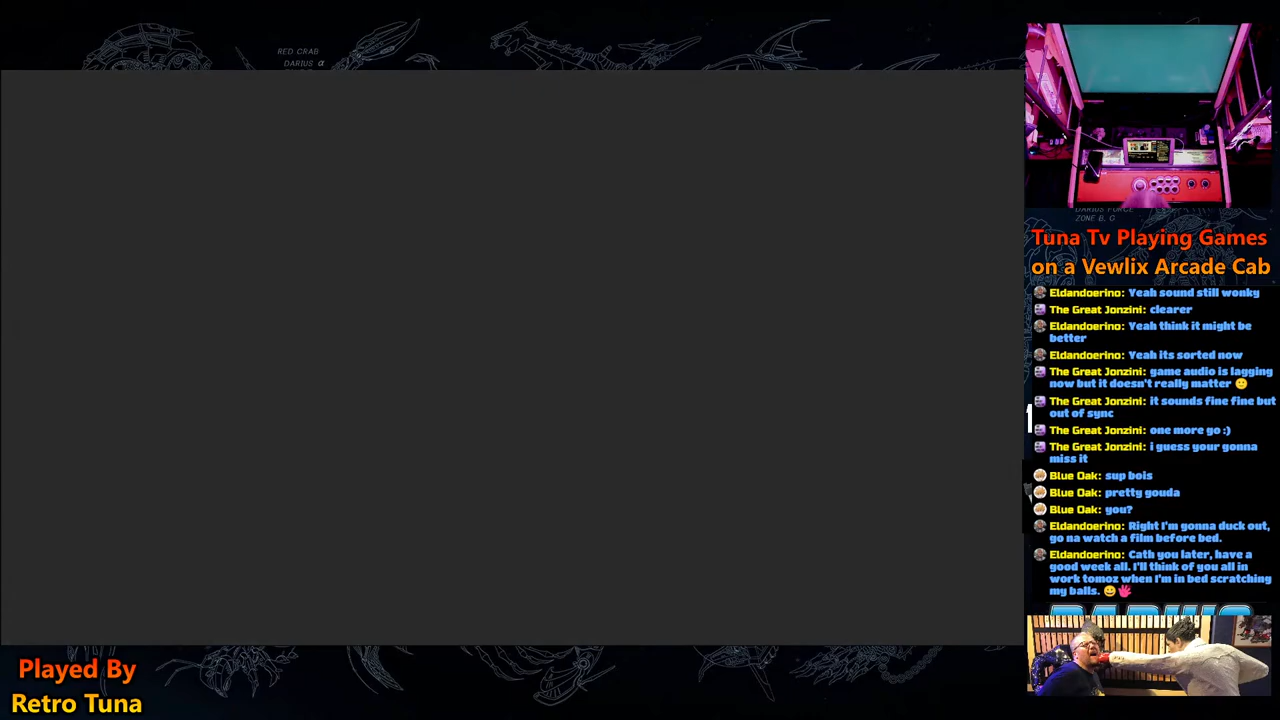 RED CRAB
DARIUS α
DARIUS FORCE
ZONE B, C
Tuna Tv Playing Games
on a Vewlix Arcade Cab
Eldandoerino: Yeah sound still wonky
The Great Jonzini: clearer
Eldandoerino: Yeah think it might be
better
Eldandoerino: Yeah its sorted now
The Great Jonzini: game audio is lagging
now but it doesn't really matter 🙂
The Great Jonzini: it sounds fine fine but
out of sync
The Great Jonzini: one more go :)
The Great Jonzini: i guess your gonna
miss it
Blue Oak: sup bois
Blue Oak: pretty gouda
Blue Oak: you?
Eldandoerino: Right I'm gonna duck out,
go na watch a film before bed.
Eldandoerino: Cath you later, have a
good week all. I'll think of you all in
work tomoz when I'm in bed scratching
my balls. 😀👋
Played By
Retro Tuna